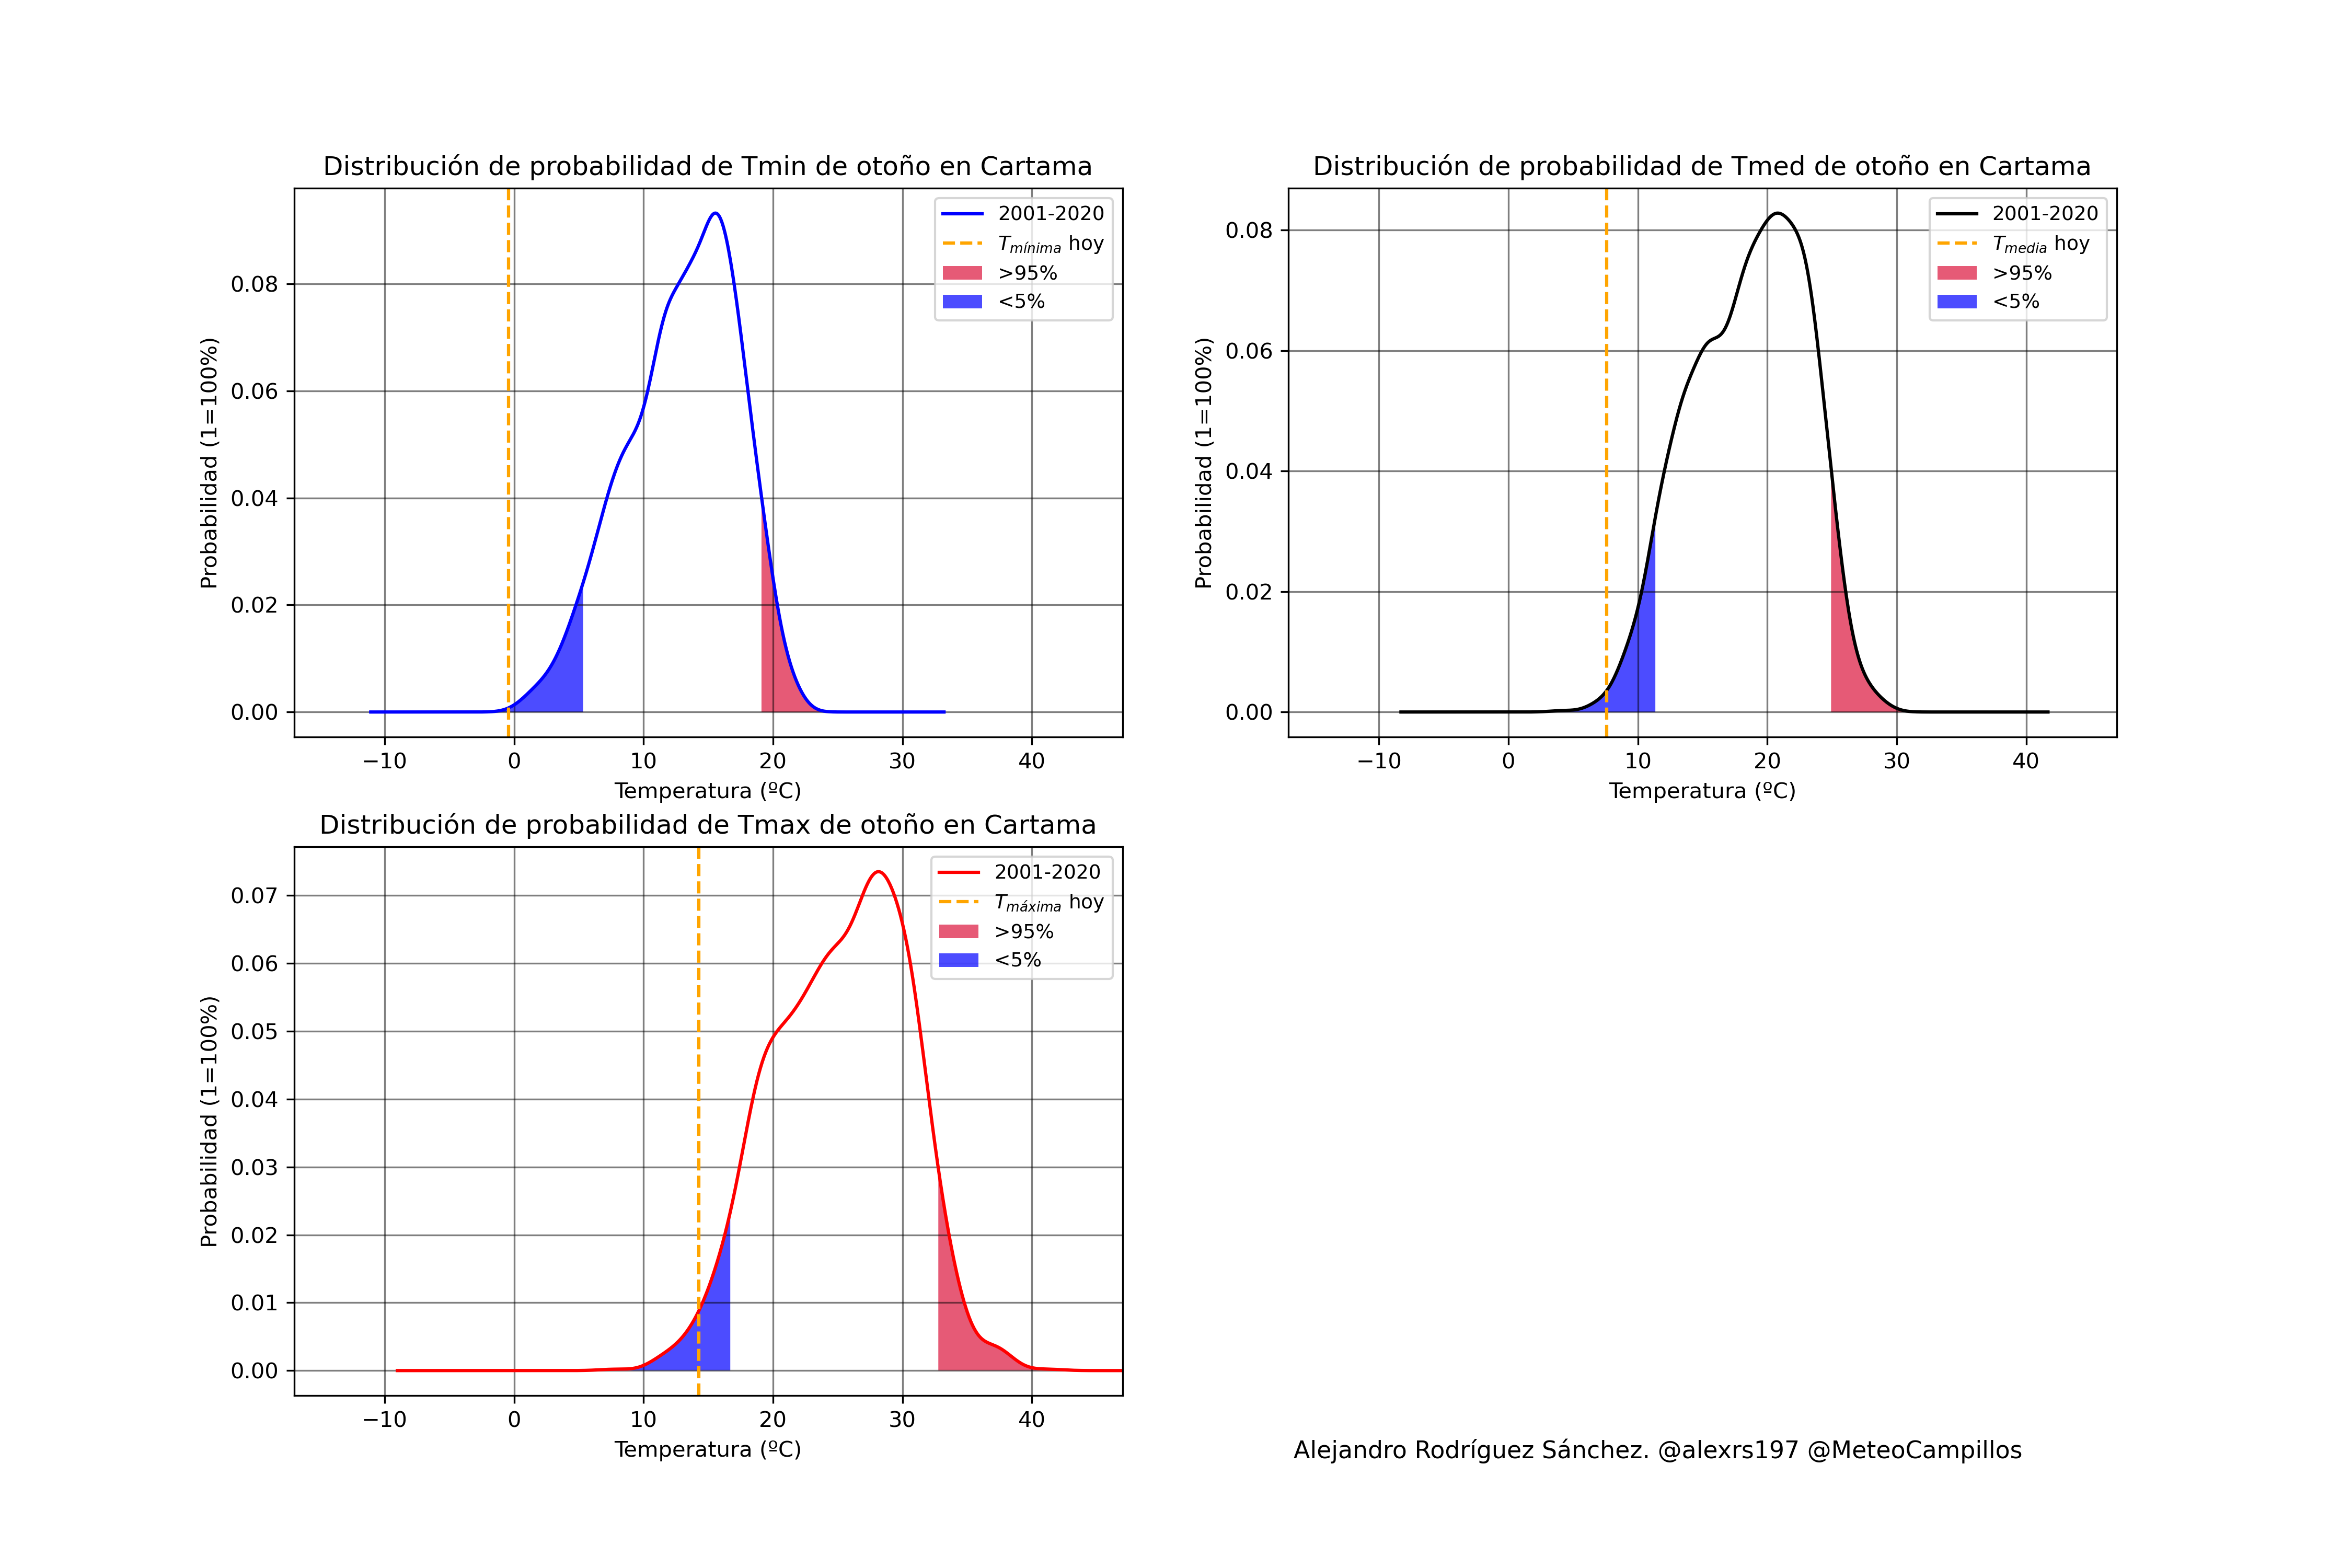 Distribución de probabilidad de Tmin de otoño en Cartama
Probabilidad (1=100%)
0.08
0.06
0.04
0.02
0.00
2001-2020
Tmínima hoy
>95%
<5%
−10 0 10 20 30 40
Temperatura (ºC)
Distribución de probabilidad de Tmed de otoño en Cartama
Probabilidad (1=100%)
0.08
0.06
0.04
0.02
0.00
2001-2020
Tmedia hoy
>95%
<5%
−10 0 10 20 30 40
Temperatura (ºC)
Distribución de probabilidad de Tmax de otoño en Cartama
Probabilidad (1=100%)
0.07
0.06
0.05
0.04
0.03
0.02
0.01
0.00
2001-2020
Tmáxima hoy
>95%
<5%
−10 0 10 20 30 40
Temperatura (ºC)
Alejandro Rodríguez Sánchez. @alexrs197 @MeteoCampillos